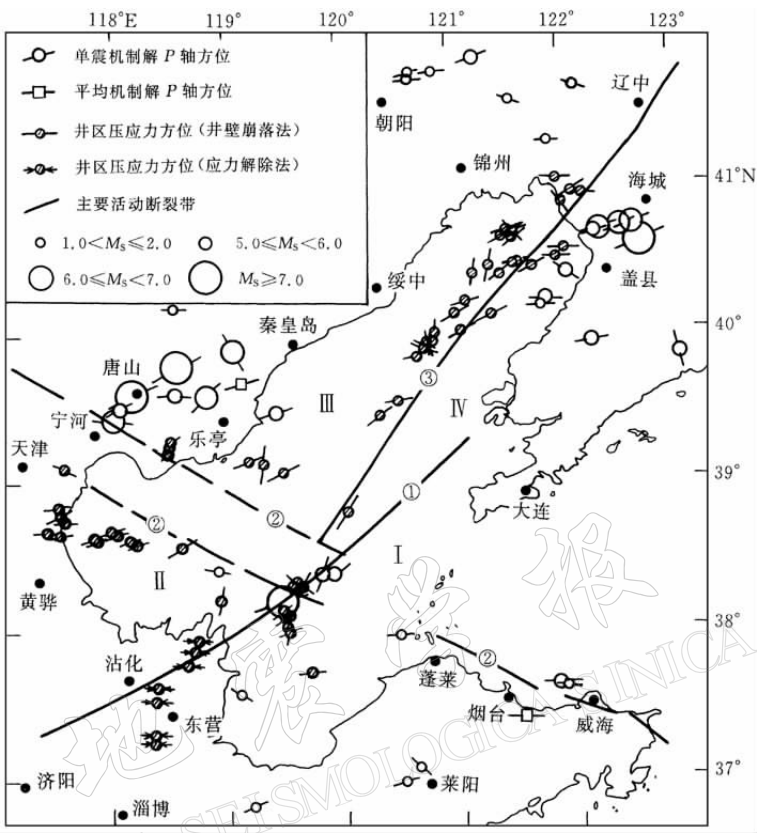 118°E 119° 120° 121° 122° 123°
单震机制解 P 轴方位
平均机制解 P 轴方位
井区压应力方位(井壁崩落法)
井区压应力方位(应力解除法)
主要活动断裂带
1.0<Ms≤2.0 5.0≤Ms<6.0
6.0≤Ms<7.0 Ms≥7.0
辽中
朝阳
锦州
41°N
海城
绥中
盖县
秦皇岛
40°
唐山
③
Ⅲ
Ⅳ
宁河
乐亭
天津
39°
①
②
②
大连
Ⅰ
Ⅱ
黄骅
38°
沾化
②
蓬莱
烟台
威海
东营
37°
济阳
莱阳
淄博
地震学报
SEISMOLOGICA SINICA